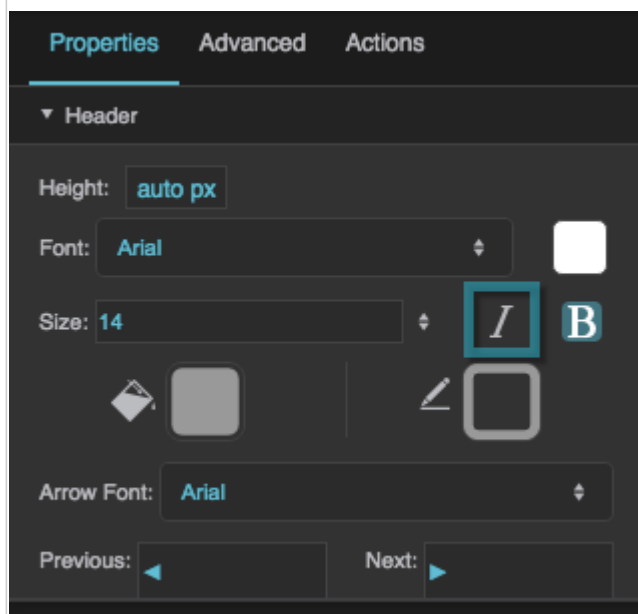 Properties Advanced Actions
▼ Header
Height: auto px
Font: Arial
Size: 14 I B
Arrow Font: Arial
Previous: ◀ Next: ▶